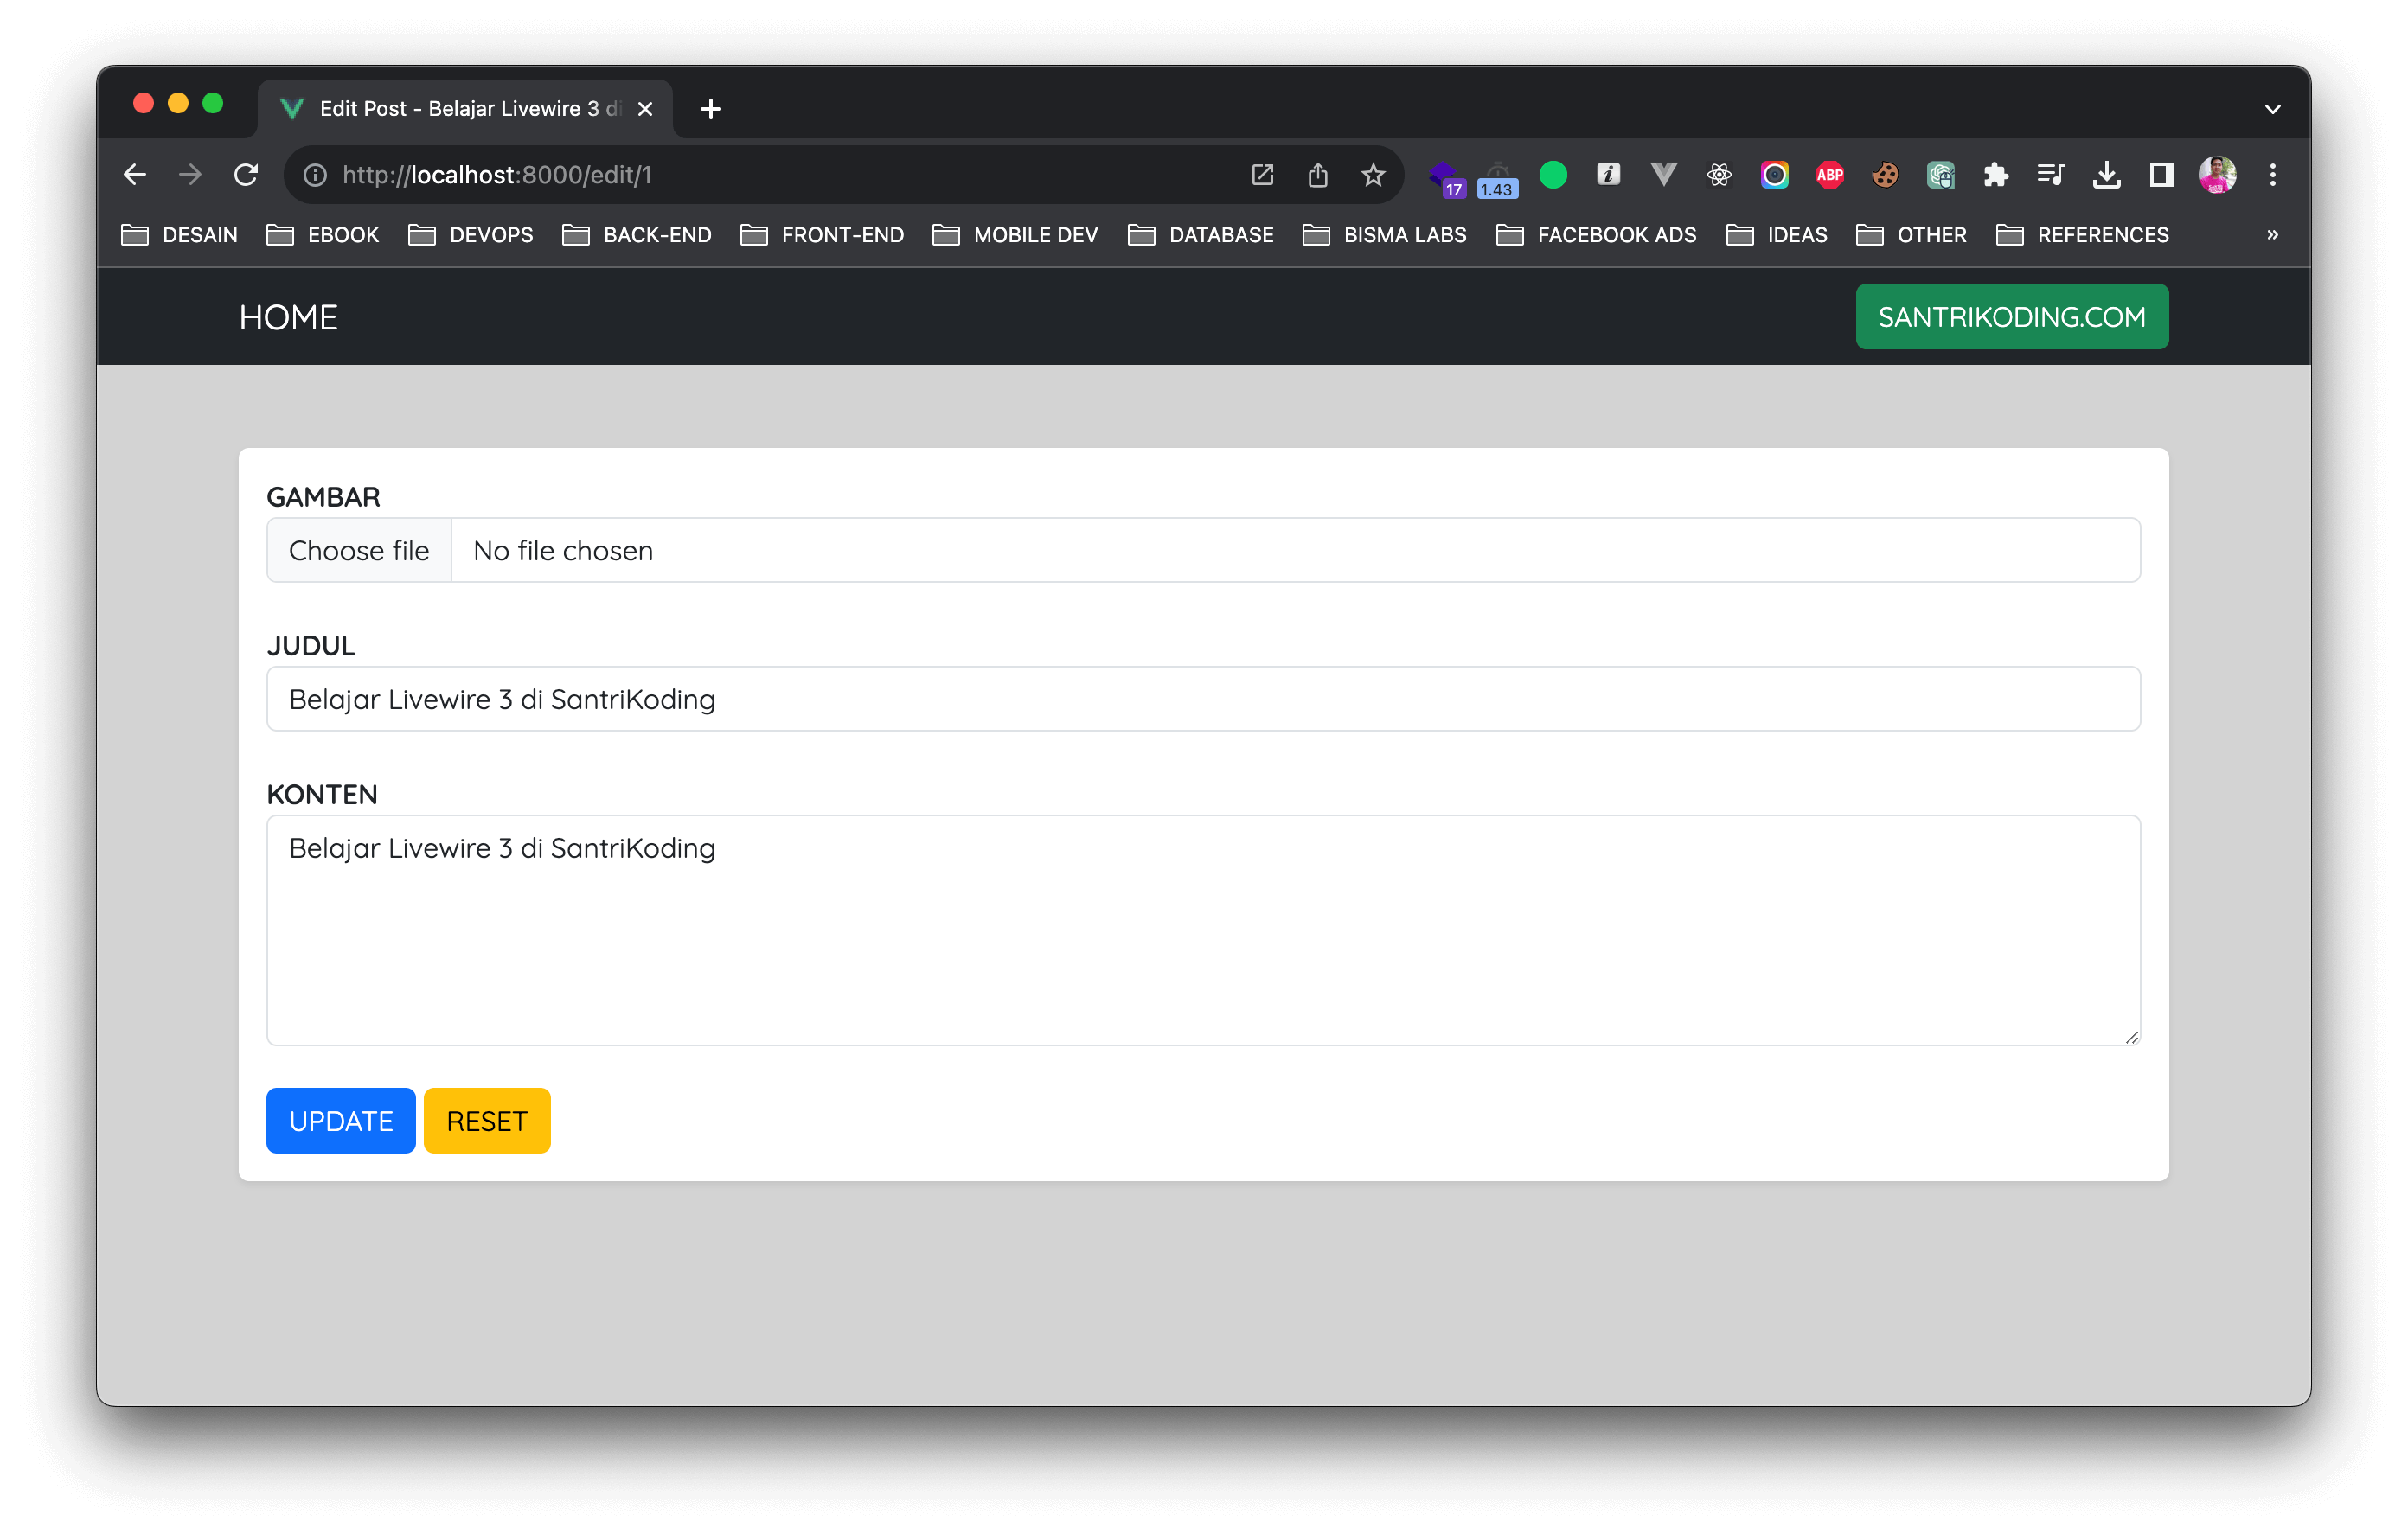 Edit Post - Belajar Livewire 3 di
http://localhost:8000/edit/1
17
1.43
ABP
DESAIN EBOOK DEVOPS BACK-END FRONT-END MOBILE DEV DATABASE BISMA LABS FACEBOOK ADS IDEAS OTHER REFERENCES »
HOME SANTRIKODING.COM
GAMBAR
Choose file No file chosen
JUDUL
Belajar Livewire 3 di SantriKoding
KONTEN
Belajar Livewire 3 di SantriKoding
UPDATE RESET